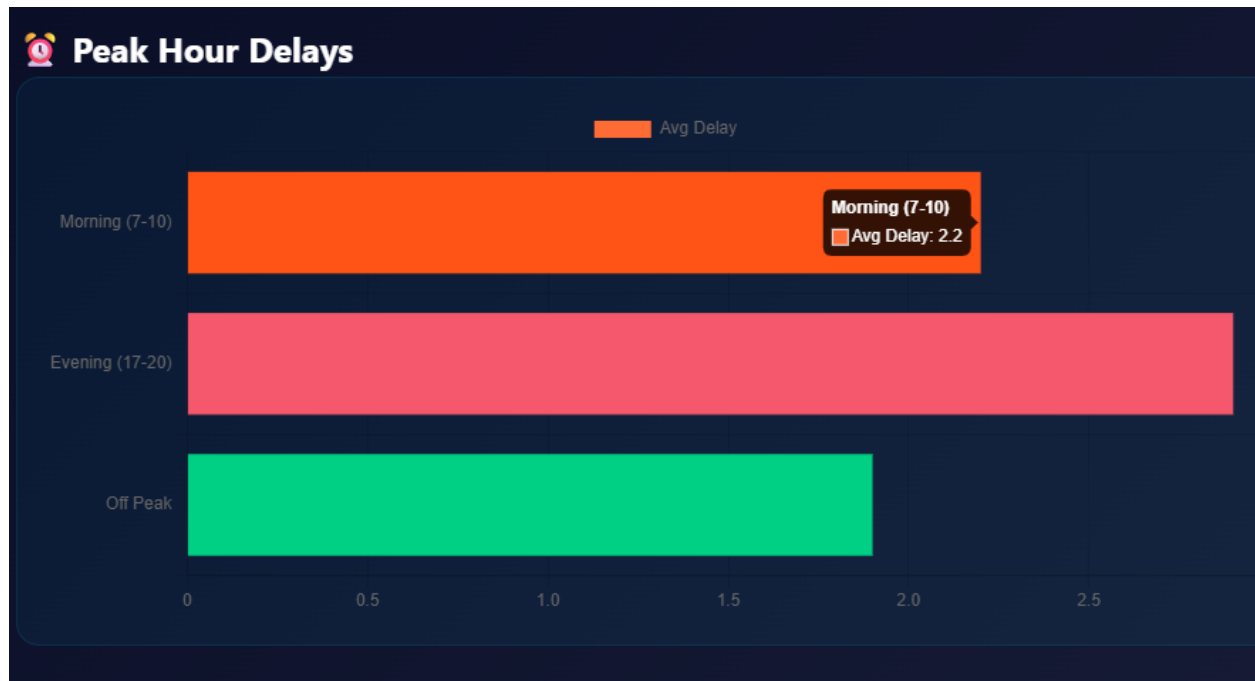 ⏰ Peak Hour Delays
Avg Delay
Morning (7-10)
Morning (7-10)
Avg Delay: 2.2
Evening (17-20)
Off Peak
0 0.5 1.0 1.5 2.0 2.5